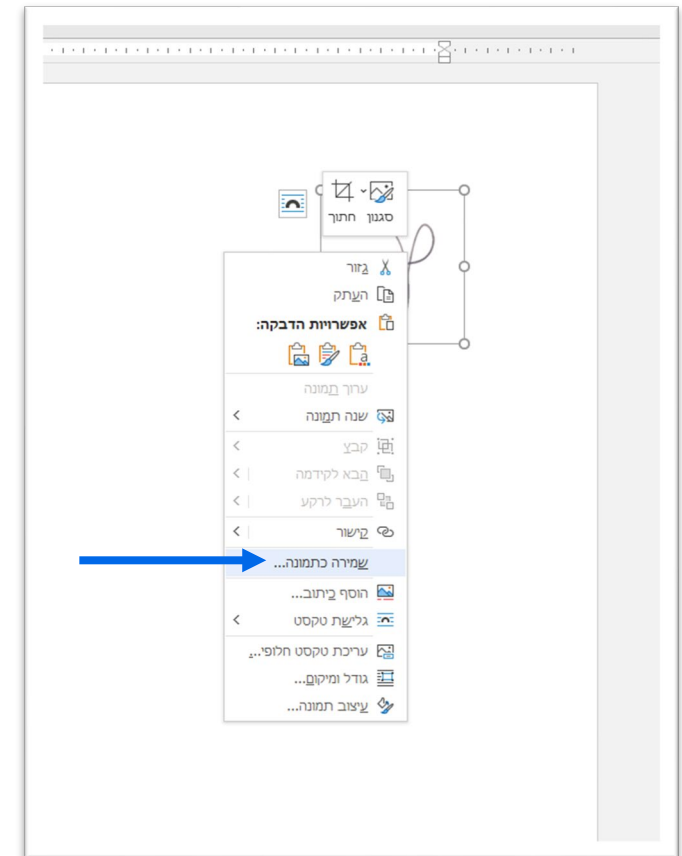 סגנון חתוך
גזור
העתק
אפשרויות הדבקה:
ערוך תמונה
שנה תמונה
קבץ
הבא לקידמה
העבר לרקע
קישור
שמירה כתמונה...
הוסף כיתוב...
גלישת טקסט
עריכת טקסט חלופי...
גודל ומיקום...
עיצוב תמונה...